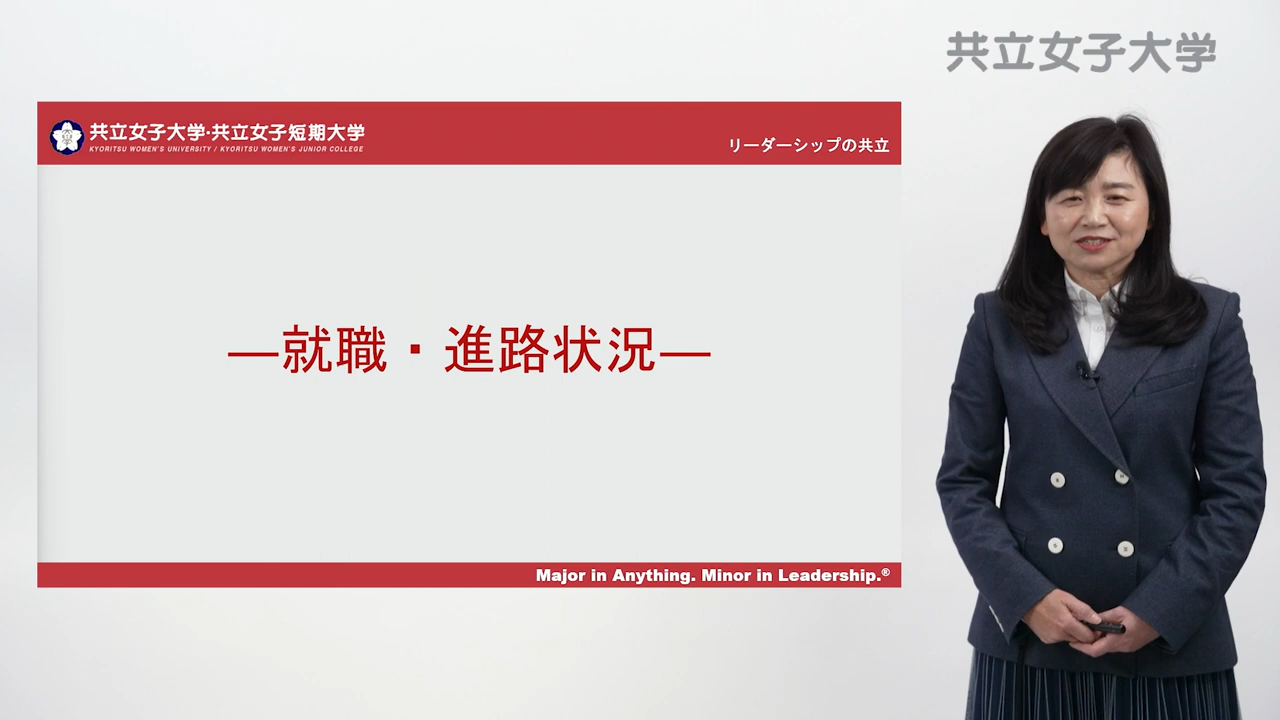 共立女子大学
共立女子大学・共立女子短期大学
KYORITSU WOMEN'S UNIVERSITY / KYORITSU WOMEN'S JUNIOR COLLEGE
リーダーシップの共立
―就職・進路状況―
Major in Anything. Minor in Leadership.®